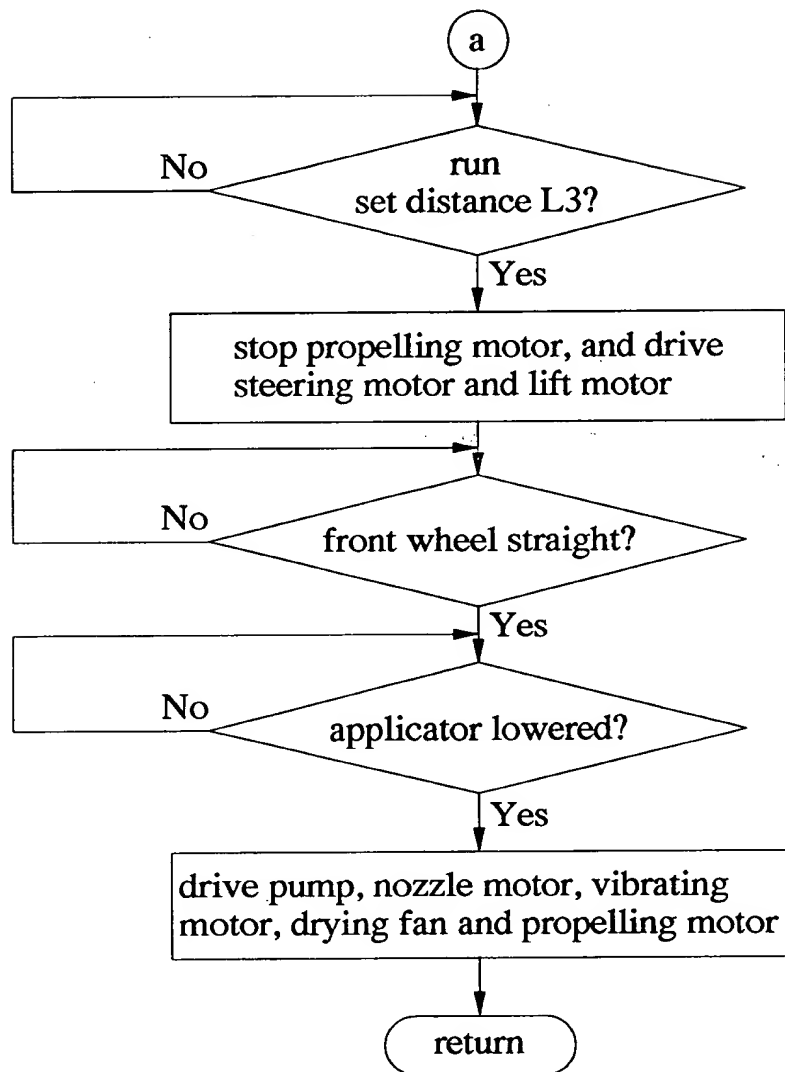 a
No
run
set distance L3?
Yes
stop propelling motor, and drive
steering motor and lift motor
No
front wheel straight?
Yes
No
applicator lowered?
Yes
drive pump, nozzle motor, vibrating
motor, drying fan and propelling motor
return